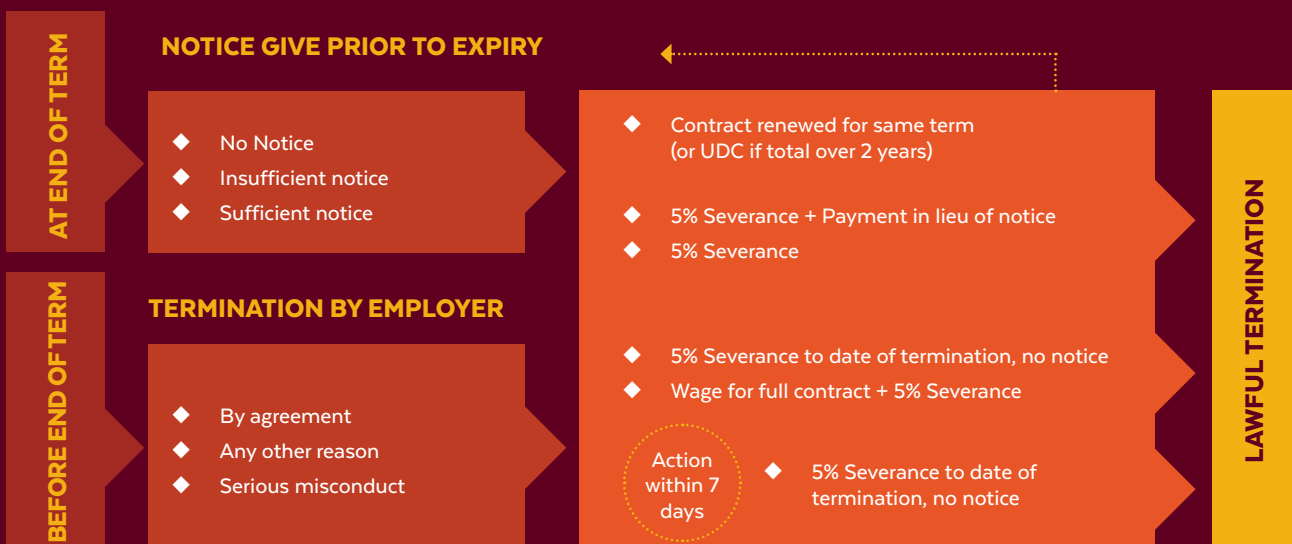 AT END OF TERM
NOTICE GIVE PRIOR TO EXPIRY
No Notice
Insufficient notice
Sufficient notice
Contract renewed for same term
(or UDC if total over 2 years)
5% Severance + Payment in lieu of notice
5% Severance
BEFORE END OF TERM
TERMINATION BY EMPLOYER
By agreement
Any other reason
Serious misconduct
5% Severance to date of termination, no notice
Wage for full contract + 5% Severance
Action
within 7
days
5% Severance to date of
termination, no notice
LAWFUL TERMINATION